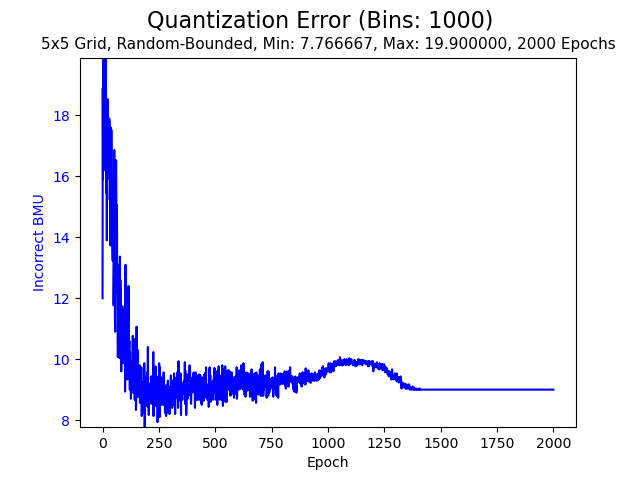 Quantization Error (Bins: 1000)
5x5 Grid, Random-Bounded, Min: 7.766667, Max: 19.900000, 2000 Epochs
18
16
14
12
10
8
Incorrect BMU
0 250 500 750 1000 1250 1500 1750 2000
Epoch